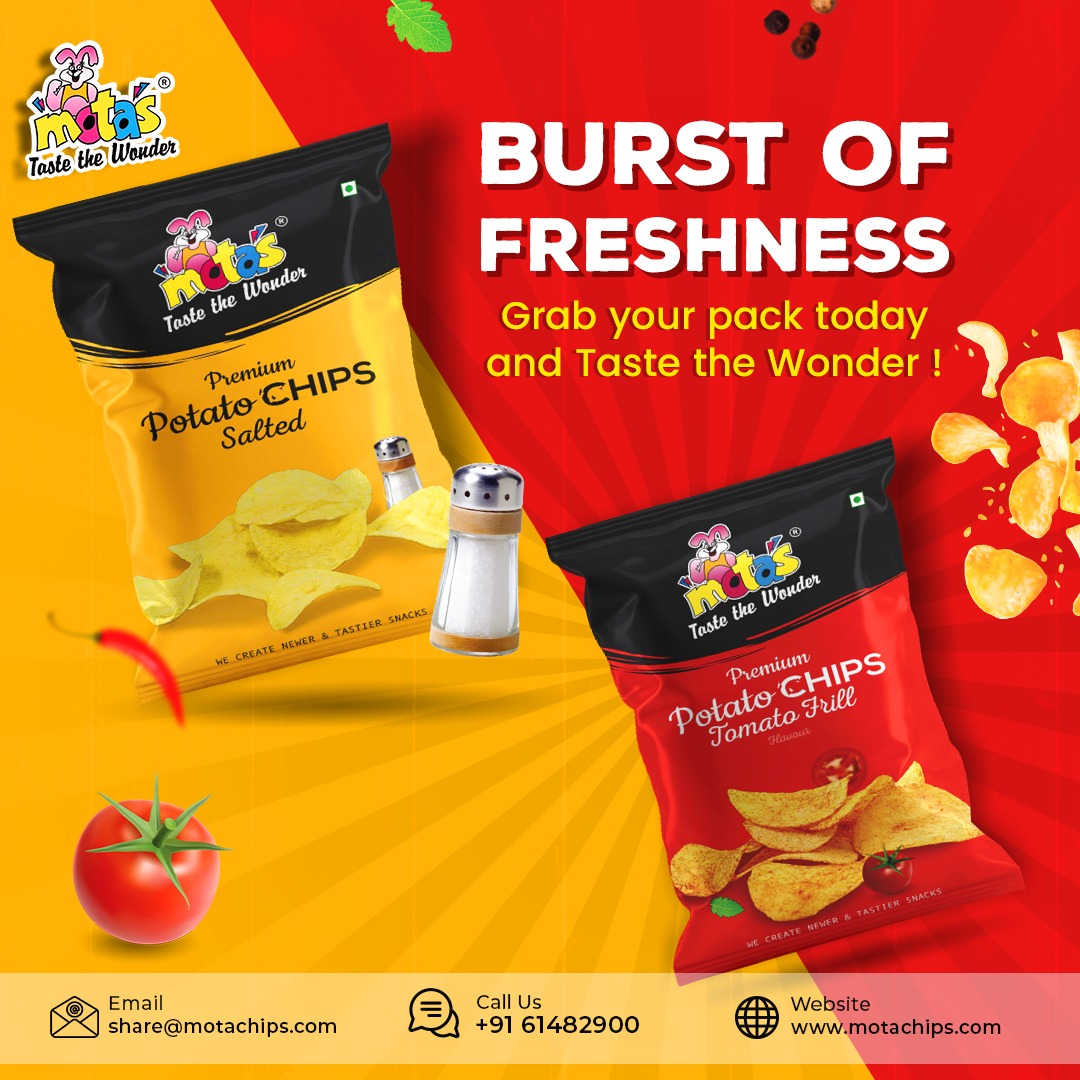 mota's ®
Taste the Wonder
BURST OF
FRESHNESS
Grab your pack today
and Taste the Wonder !
mota's ®
Taste the Wonder
Premium
Potato CHIPS
Salted
WE CREATE NEWER & TASTIER SNACKS
mota's ®
Taste the Wonder
Premium
Potato CHIPS
Tomato Frill
Flavour
WE CREATE NEWER & TASTIER SNACKS
Email
share@motachips.com
Call Us
+91 61482900
Website
www.motachips.com